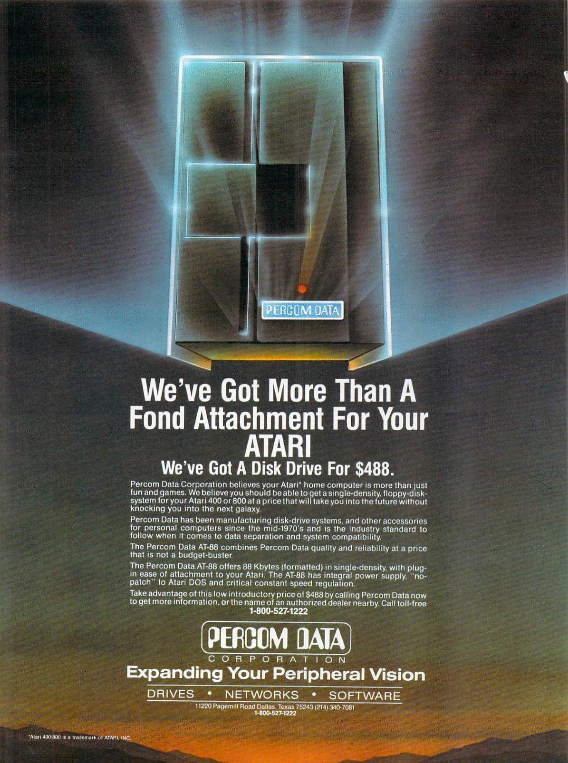 PERCOM DATA
We've Got More Than A
Fond Attachment For Your
ATARI
We've Got A Disk Drive For $488.
Percom Data Corporation believes your Atari* home computer is more than just
fun and games. We believe you should be able to get a single-density, floppy-disk-
system for your Atari 400 or 800 at a price that will take you into the future without
knocking you into the next galaxy.
Percom Data has been manufacturing disk-drive systems, and other accessories
for personal computers since the mid-1970's and is the industry standard to
follow when it comes to data separation and system compatibility.
The Percom Data AT-88 combines Percom Data quality and reliability at a price
that is not a budget-buster.
The Percom Data AT-88 offers 88 Kbytes (formatted) in single-density, with plug-
in ease of attachment to your Atari. The AT-88 has integral power supply, "no-
patch" to Atari DOS and critical constant speed regulation.
Take advantage of this low introductory price of $488 by calling Percom Data now
to get more information, or the name of an authorized dealer nearby. Call toll-free
1-800-527-1222
PERCOM DATA
CORPORATION
Expanding Your Peripheral Vision
DRIVES • NETWORKS • SOFTWARE
11220 Pagemill Road Dallas, Texas 75243 (214) 340-7081
1-800-527-1222
*Atari 400/800 is a trademark of ATARI, INC.